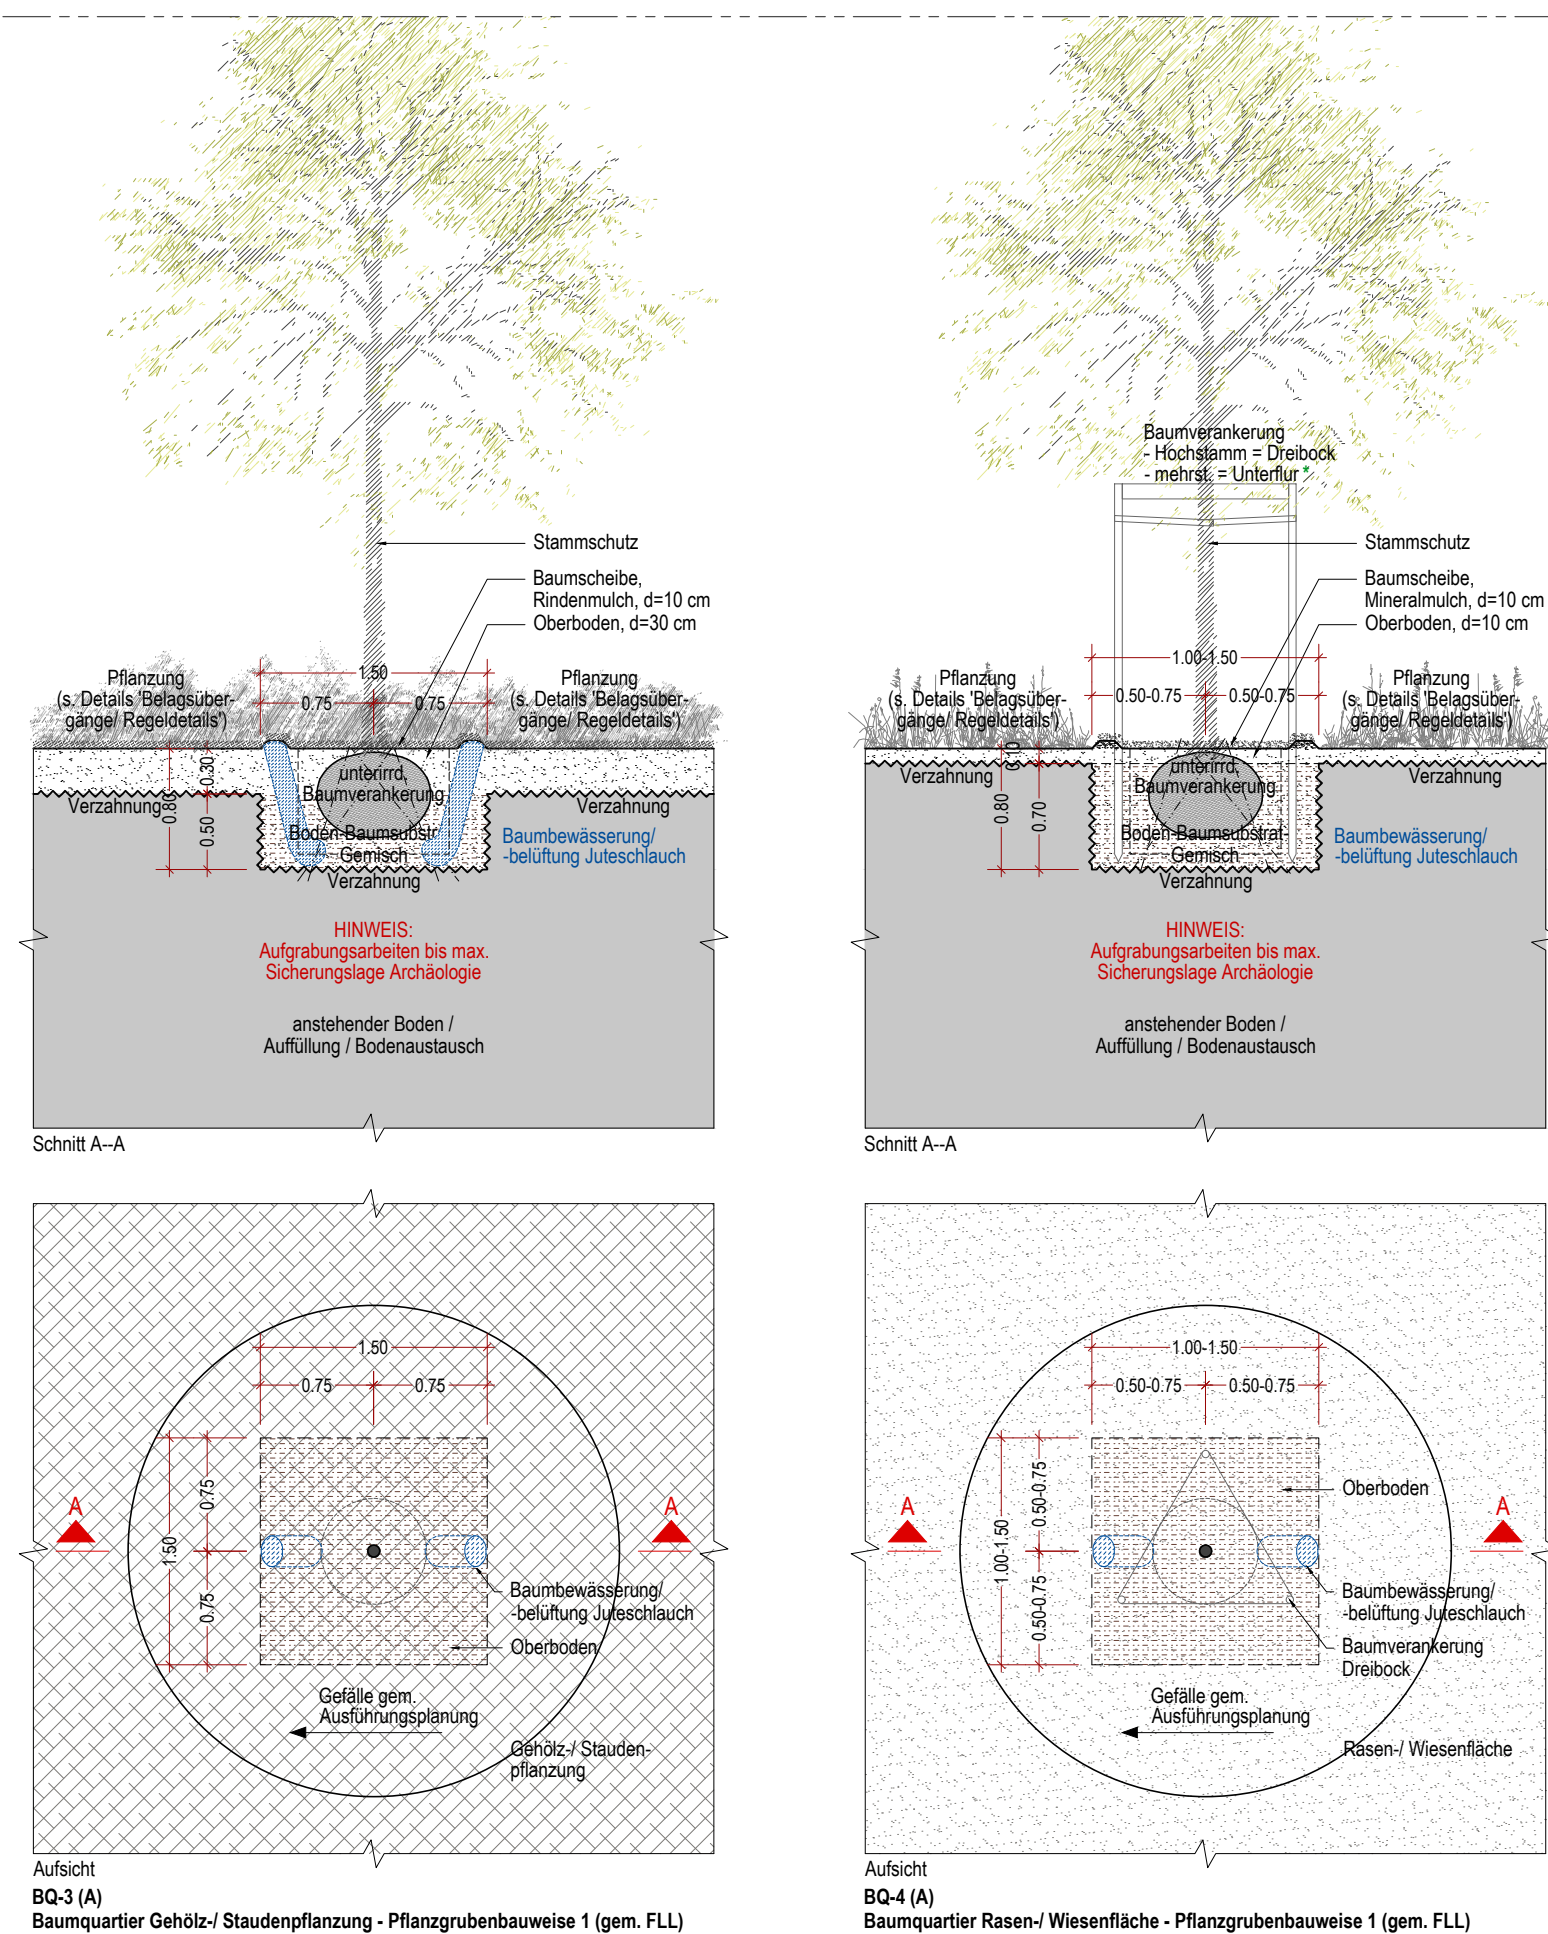 Stammschutz
Baumscheibe,
Rindenmulch, d=10 cm
Oberboden, d=30 cm
1.50
0.75
0.75
Pflanzung
(s. Details 'Belagsüber-
gänge/ Regeldetails')
Pflanzung
(s. Details 'Belagsüber-
gänge/ Regeldetails')
0.80
0.30
0.50
unterirrd.
Baumverankerung
Verzahnung
Verzahnung
Boden-Baumsubstrat
Gemisch
Verzahnung
Baumbewässerung/
-belüftung Juteschlauch
HINWEIS:
Aufgrabungsarbeiten bis max.
Sicherungslage Archäologie
anstehender Boden /
Auffüllung / Bodenaustausch
Schnitt A--A
1.50
0.75
0.75
1.50
0.75
0.75
A
A
Baumbewässerung/
-belüftung Juteschlauch
Oberboden
Gefälle gem.
Ausführungsplanung
Gehölz-/ Stauden-
pflanzung
Aufsicht
BQ-3 (A)
Baumquartier Gehölz-/ Staudenpflanzung - Pflanzgrubenbauweise 1 (gem. FLL)
Baumverankerung
- Hochstamm = Dreibock
- mehrst. = Unterflur *
Stammschutz
Baumscheibe,
Mineralmulch, d=10 cm
Oberboden, d=10 cm
1.00-1.50
0.50-0.75
0.50-0.75
Pflanzung
(s. Details 'Belagsüber-
gänge/ Regeldetails')
Pflanzung
(s. Details 'Belagsüber-
gänge/ Regeldetails')
0.80
0.10
0.70
unterirrd.
Baumverankerung
Verzahnung
Verzahnung
Boden-Baumsubstrat
Gemisch
Verzahnung
Baumbewässerung/
-belüftung Juteschlauch
HINWEIS:
Aufgrabungsarbeiten bis max.
Sicherungslage Archäologie
anstehender Boden /
Auffüllung / Bodenaustausch
Schnitt A--A
1.00-1.50
0.50-0.75
0.50-0.75
1.00-1.50
0.50-0.75
0.50-0.75
A
A
Oberboden
Baumbewässerung/
-belüftung Juteschlauch
Baumverankerung
Dreibock
Gefälle gem.
Ausführungsplanung
Rasen-/ Wiesenfläche
Aufsicht
BQ-4 (A)
Baumquartier Rasen-/ Wiesenfläche - Pflanzgrubenbauweise 1 (gem. FLL)